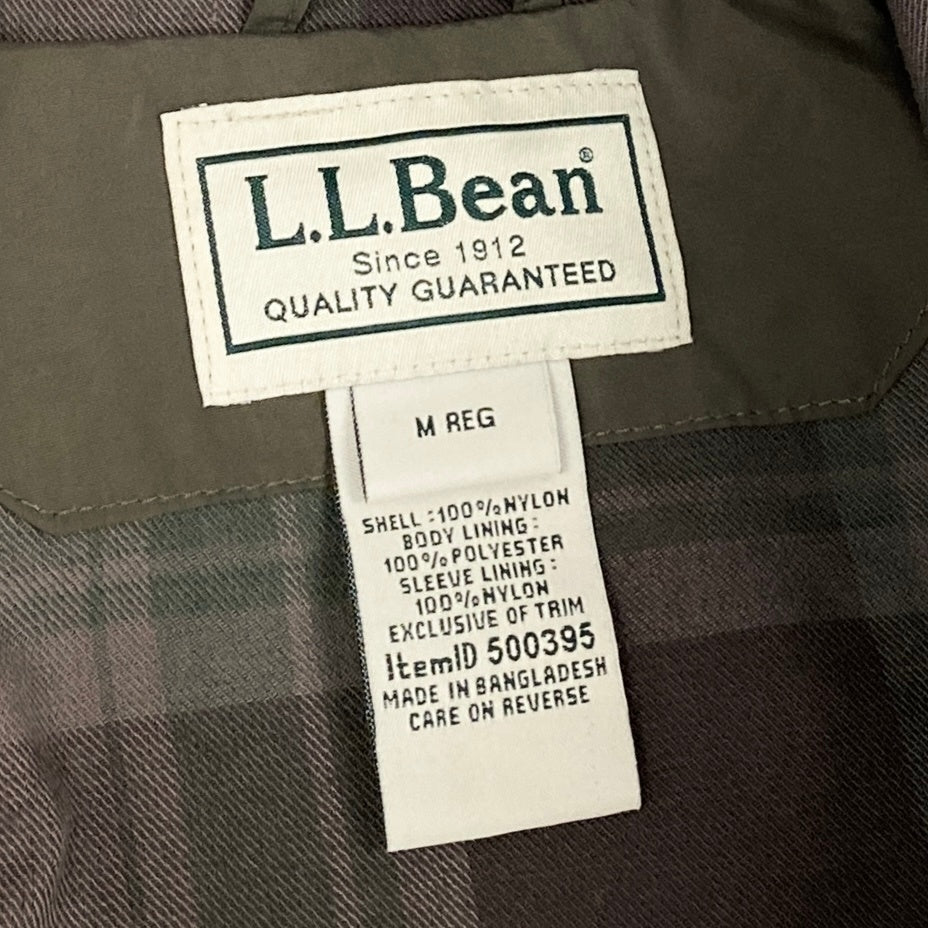 L.L.Bean®
Since 1912
QUALITY GUARANTEED
M REG
SHELL:100%NYLON
BODY LINING:
100%POLYESTER
SLEEVE LINING:
100%NYLON
EXCLUSIVE OF TRIM
ItemID 500395
MADE IN BANGLADESH
CARE ON REVERSE